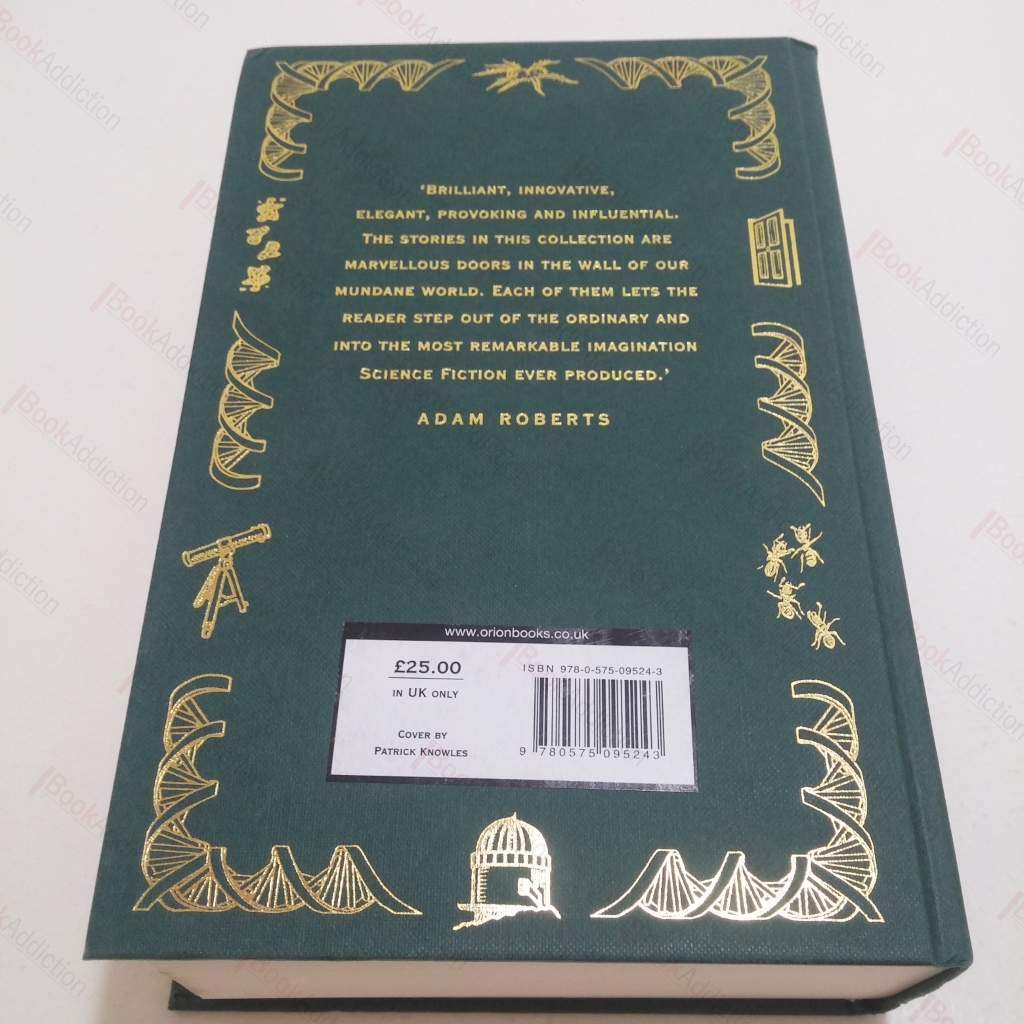 ‘Brilliant, innovative,
elegant, provoking and influential.
The stories in this collection are
marvellous doors in the wall of our
mundane world. Each of them lets the
reader step out of the ordinary and
into the most remarkable imagination
Science Fiction ever produced.’
ADAM ROBERTS
www.orionbooks.co.uk
£25.00
in UK only
Cover by
Patrick Knowles
ISBN 978-0-575-09524-3
9 780575 095243
BookAddiction